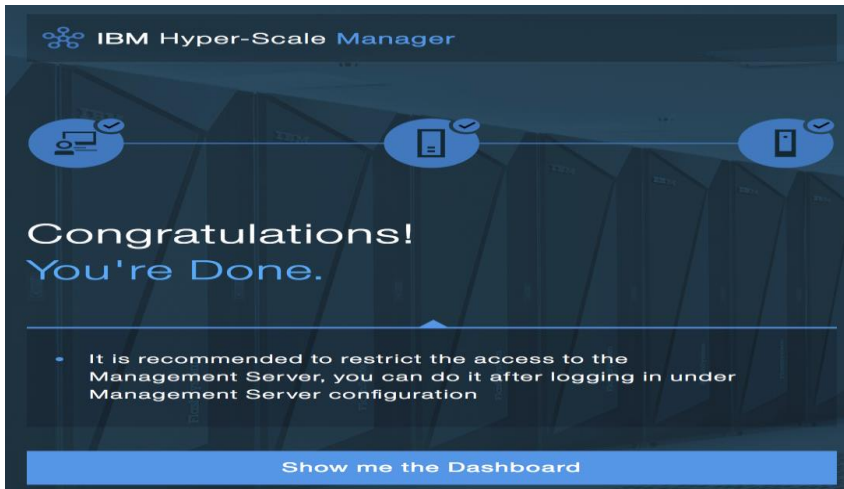 IBM Hyper-Scale Manager
Congratulations!
You're Done.
• It is recommended to restrict the access to the
Management Server, you can do it after logging in under
Management Server configuration
Show me the Dashboard